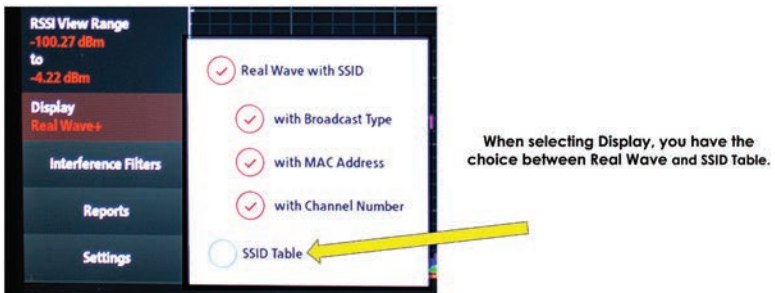 RSSI View Range
-100.27 dBm
to
-4.22 dBm
Display
Real Wave+
Interference Filters
Reports
Settings
Real Wave with SSID
with Broadcast Type
with MAC Address
with Channel Number
SSID Table
When selecting Display, you have the
choice between Real Wave and SSID Table.